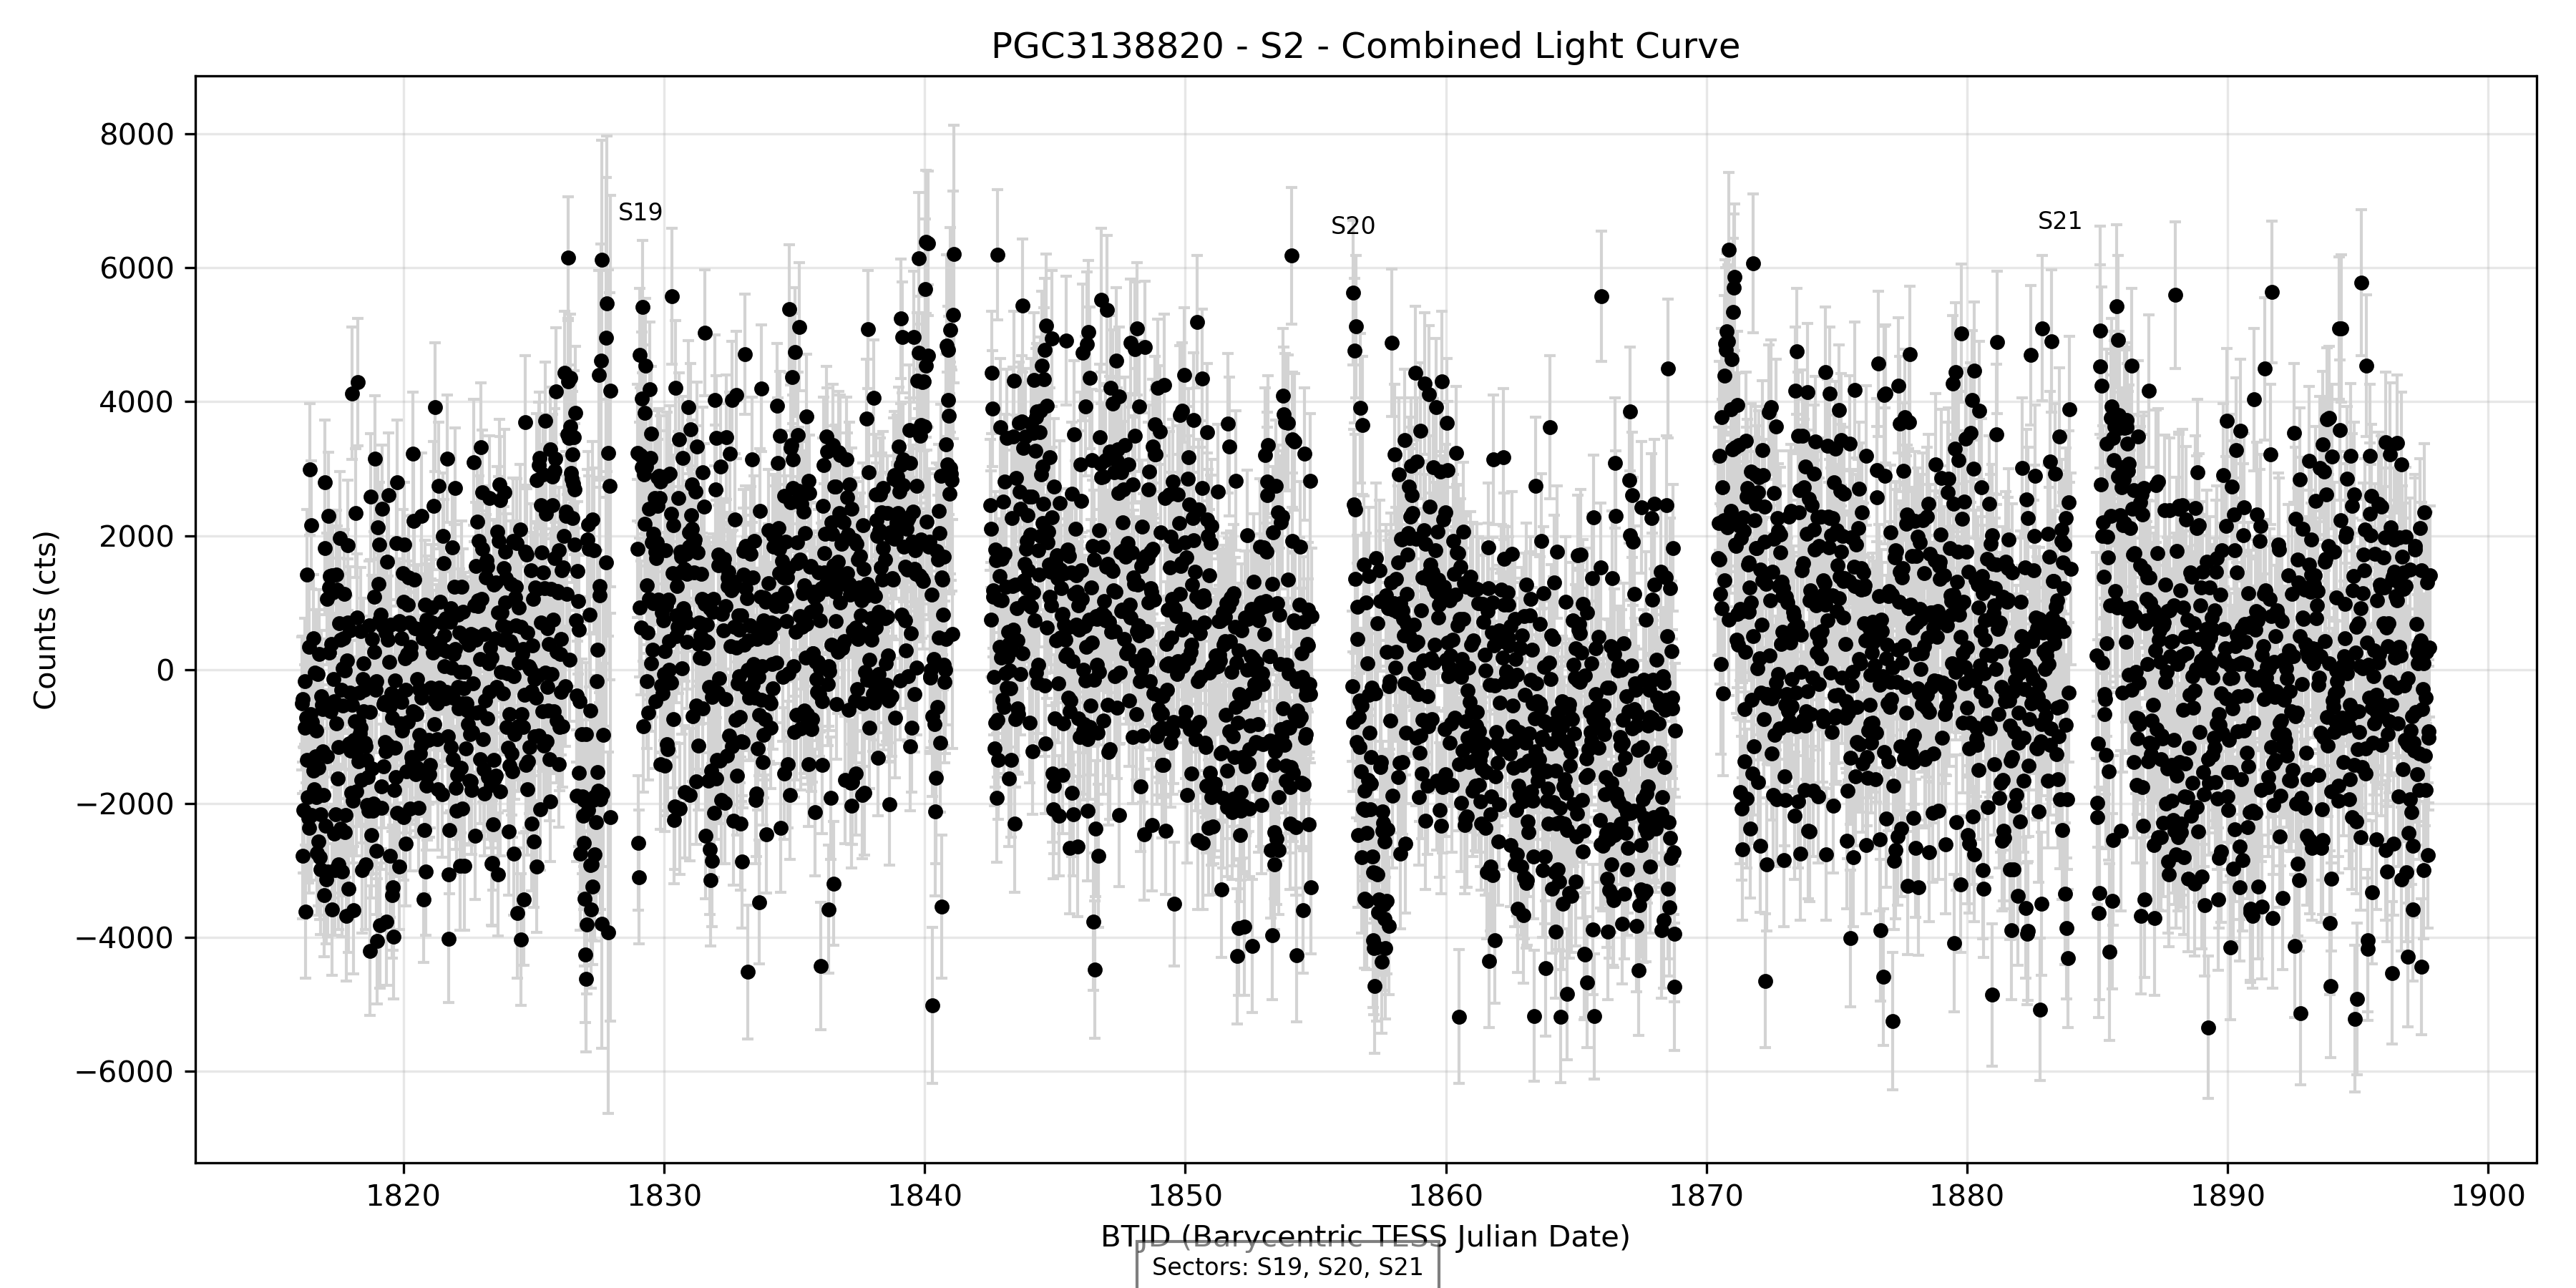 PGC3138820 - S2 - Combined Light Curve
Counts (cts)
8000
6000
4000
2000
0
−2000
−4000
−6000
S19
S20
S21
1820
1830
1840
1850
1860
1870
1880
1890
1900
BTJD (Barycentric TESS Julian Date)
Sectors: S19, S20, S21